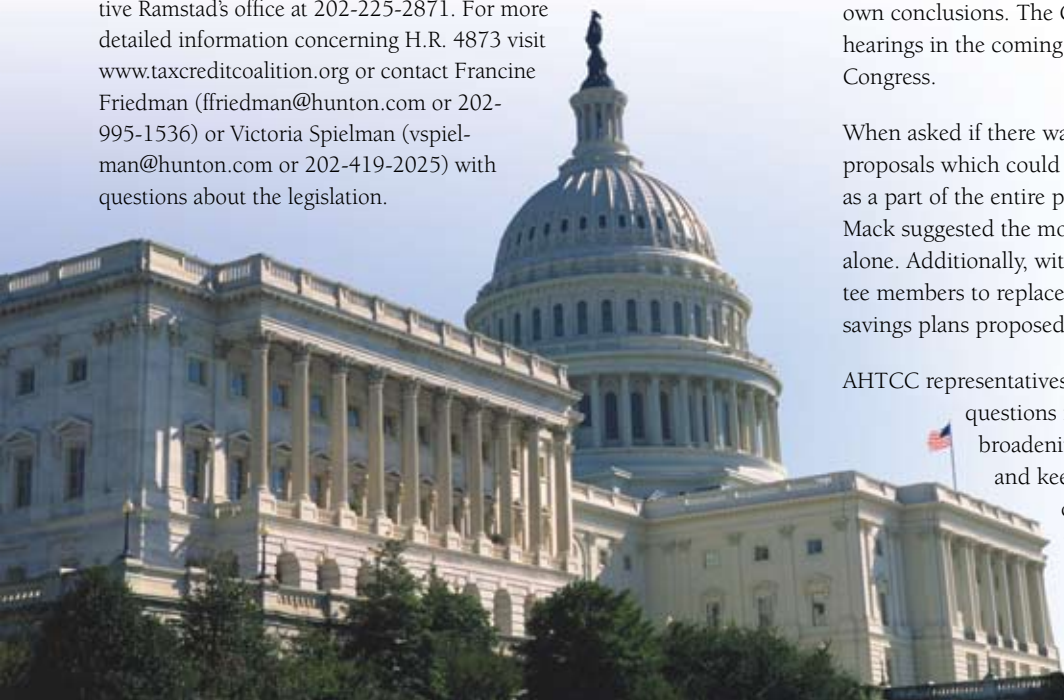 tive Ramstad's office at 202-225-2871. For more
detailed information concerning H.R. 4873 visit
www.taxcreditcoalition.org or contact Francine
Friedman (ffriedman@hunton.com or 202-
995-1536) or Victoria Spielman (vspiel-
man@hunton.com or 202-419-2025) with
questions about the legislation.
own conclusions. The
hearings in the coming
Congress.
When asked if there
proposals which could
as a part of the entire
Mack suggested the
alone. Additionally,
tee members to replace
savings plans proposed
AHTCC representatives
questions
broadeni
and